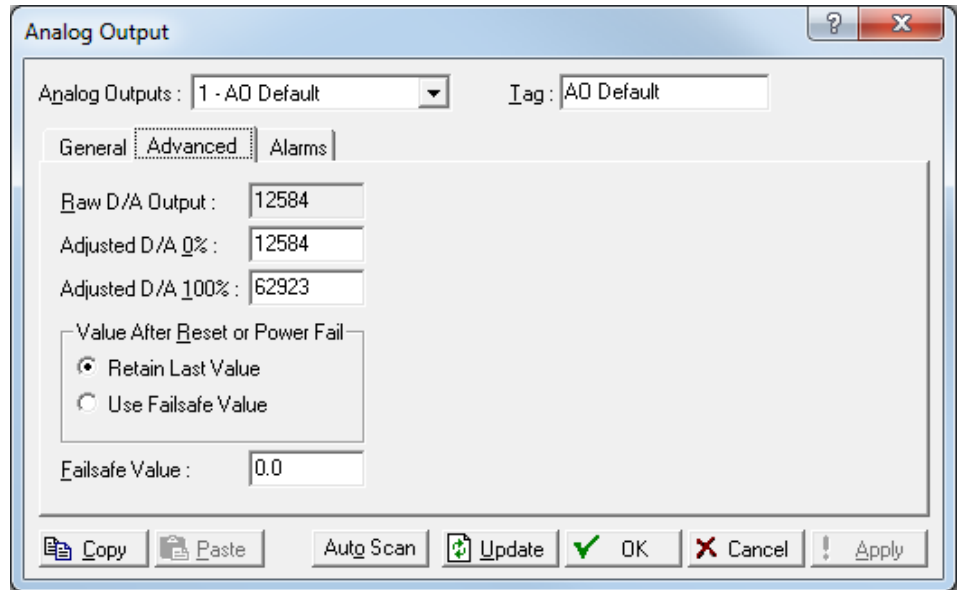 Analog Output
? X
Analog Outputs : 1 - AO Default Tag : AO Default
General Advanced Alarms
Raw D/A Output : 12584
Adjusted D/A 0% : 12584
Adjusted D/A 100% : 62923
Value After Reset or Power Fail
Retain Last Value
Use Failsafe Value
Failsafe Value : 0.0
Copy Paste Auto Scan Update OK Cancel ! Apply